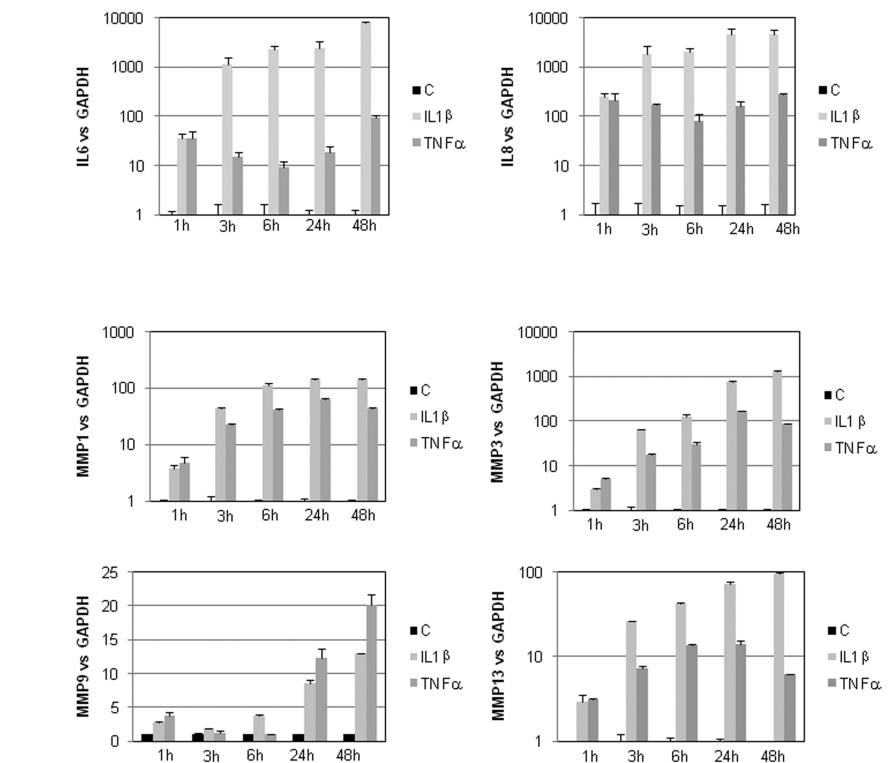 IL6 vs GAPDH
10000
1000
100
10
1
1h 3h 6h 24h 48h
C
IL1β
TNFα
IL8 vs GAPDH
10000
1000
100
10
1
1h 3h 6h 24h 48h
C
IL1β
TNFα
MMP1 vs GAPDH
1000
100
10
1
1h 3h 6h 24h 48h
C
IL1β
TNFα
MMP3 vs GAPDH
10000
1000
100
10
1
1h 3h 6h 24h 48h
C
IL1β
TNFα
MMP9 vs GAPDH
25
20
15
10
5
0
1h 3h 6h 24h 48h
C
IL1β
TNFα
MMP13 vs GAPDH
100
10
1
1h 3h 6h 24h 48h
C
IL1β
TNFα